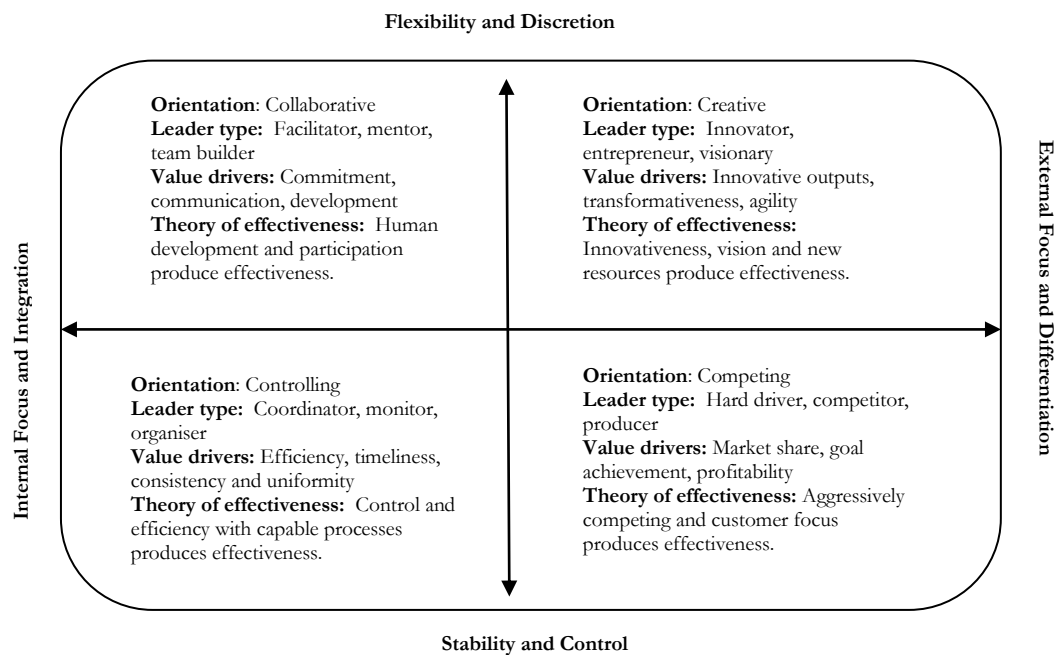 Flexibility and Discretion
Orientation: Collaborative
Leader type: Facilitator, mentor,
team builder
Value drivers: Commitment,
communication, development
Theory of effectiveness: Human
development and participation
produce effectiveness.
Orientation: Creative
Leader type: Innovator,
entrepreneur, visionary
Value drivers: Innovative outputs,
transformativeness, agility
Theory of effectiveness:
Innovativeness, vision and new
resources produce effectiveness.
Internal Focus and Integration
External Focus and Differentiation
Orientation: Controlling
Leader type: Coordinator, monitor,
organiser
Value drivers: Efficiency, timeliness,
consistency and uniformity
Theory of effectiveness: Control and
efficiency with capable processes
produces effectiveness.
Orientation: Competing
Leader type: Hard driver, competitor,
producer
Value drivers: Market share, goal
achievement, profitability
Theory of effectiveness: Aggressively
competing and customer focus
produces effectiveness.
Stability and Control